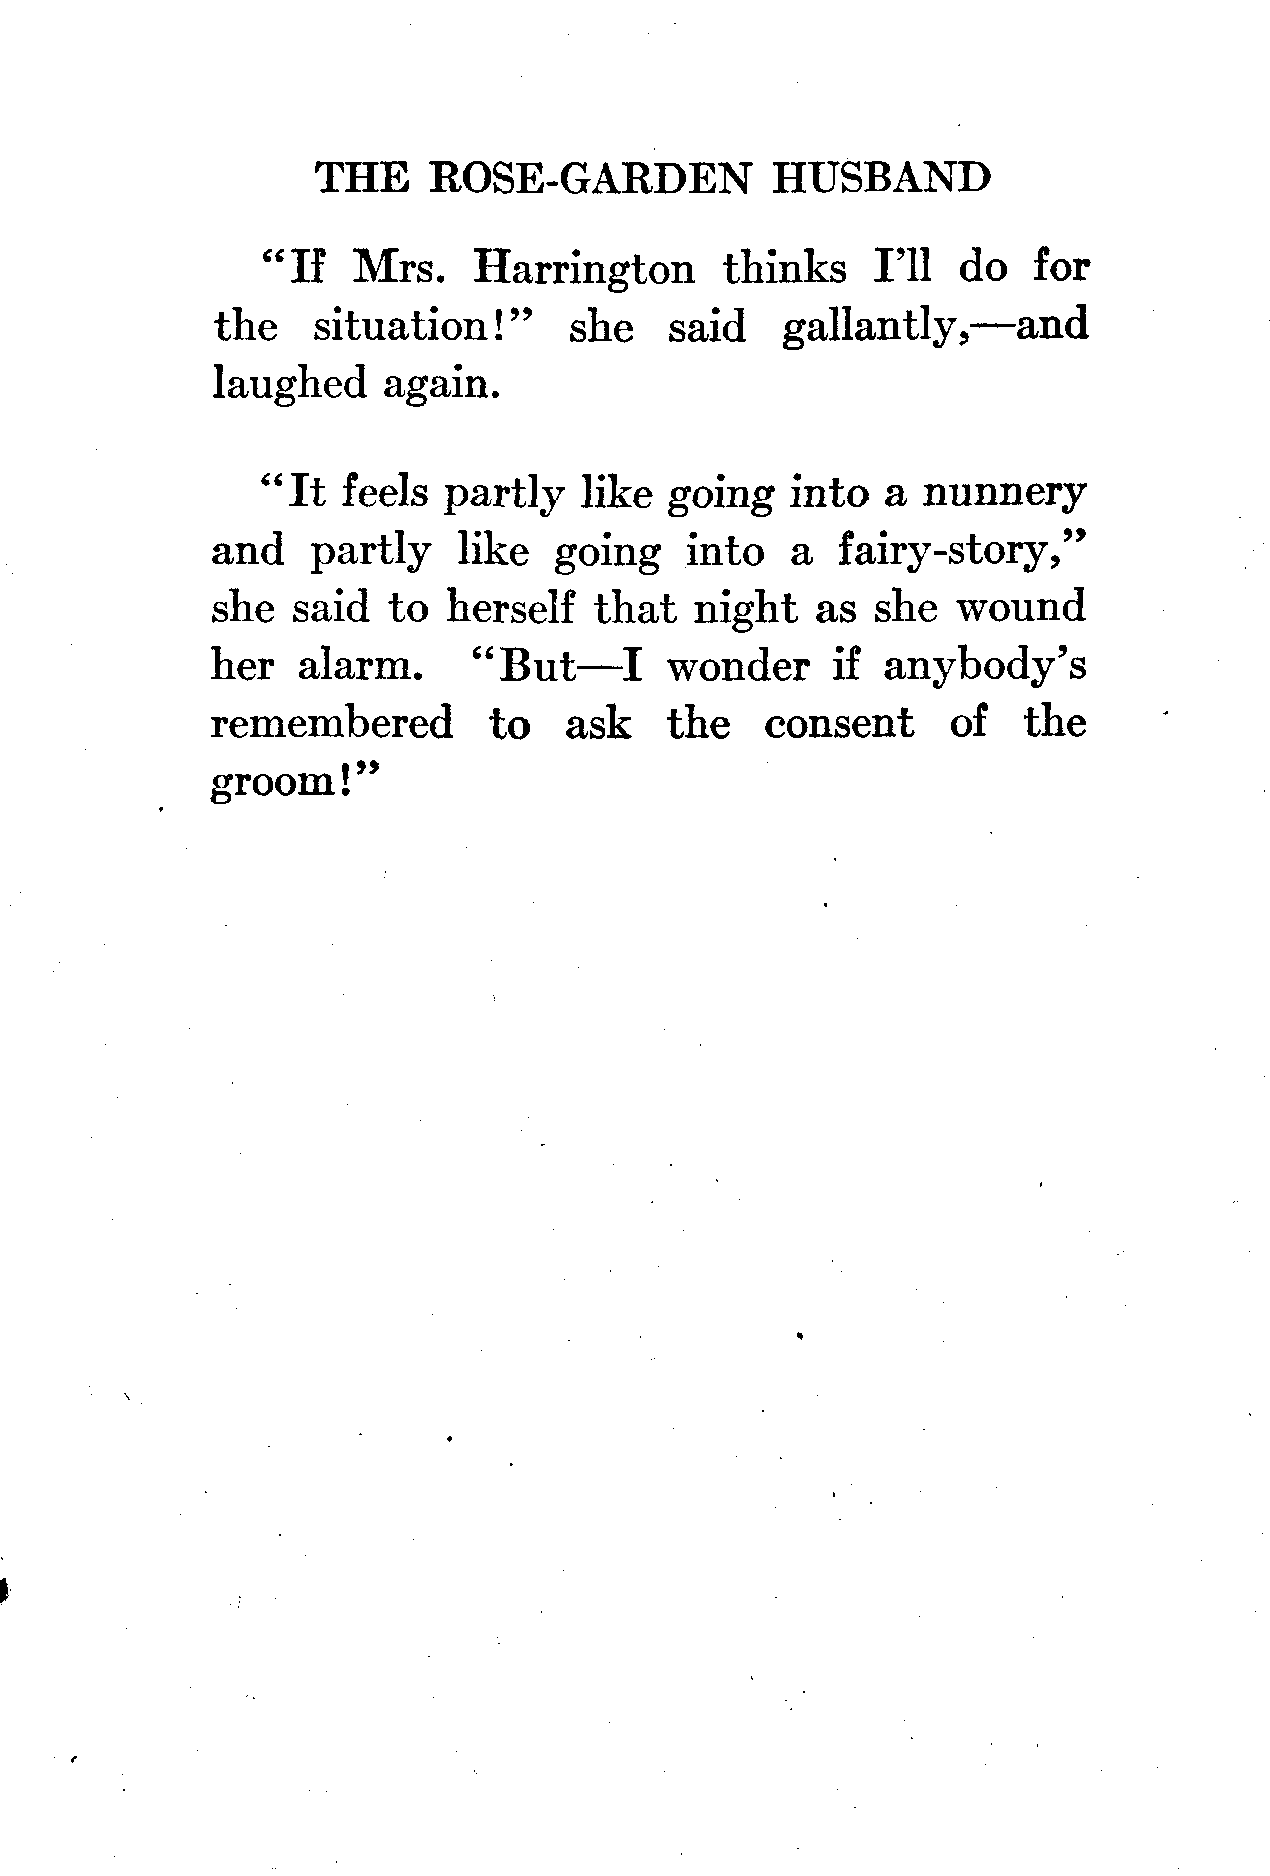 THE ROSE-GARDEN HUSBAND
“If Mrs. Harrington thinks I’ll do for
the situation!” she said gallantly,—and
laughed again.
“It feels partly like going into a nunnery
and partly like going into a fairy-story,”
she said to herself that night as she wound
her alarm. “But—I wonder if anybody’s
remembered to ask the consent of the
groom!”